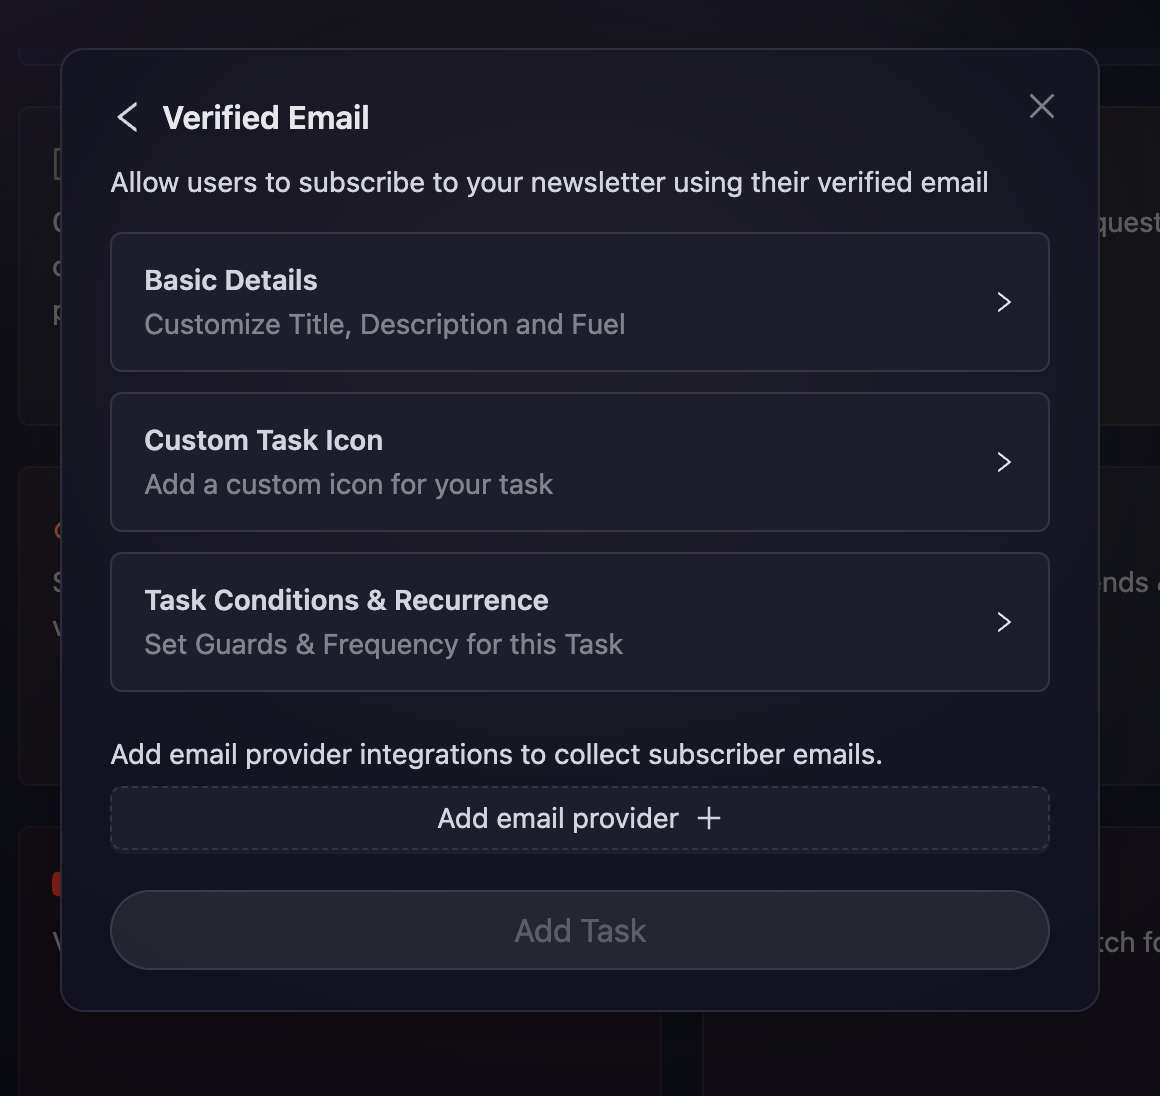 Verified Email
Allow users to subscribe to your newsletter using their verified email
Basic Details
Customize Title, Description and Fuel
Custom Task Icon
Add a custom icon for your task
Task Conditions & Recurrence
Set Guards & Frequency for this Task
Add email provider integrations to collect subscriber emails.
Add email provider +
Add Task